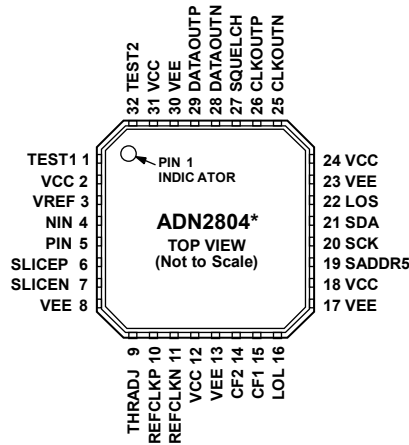 32 TEST2
31 VCC
30 VEE
29 DATAOUTP
28 DATAOUTN
27 SQUELCH
26 CLKOUTP
25 CLKOUTN
TEST1 1
VCC 2
VREF 3
NIN 4
PIN 5
SLICEP 6
SLICEN 7
VEE 8
PIN 1
INDICATOR
ADN2804*
TOP VIEW
(Not to Scale)
24 VCC
23 VEE
22 LOS
21 SDA
20 SCK
19 SADDR5
18 VCC
17 VEE
THRADJ 9
REFCLKP 10
REFCLKN 11
VCC 12
VEE 13
CF2 14
CF1 15
LOL 16